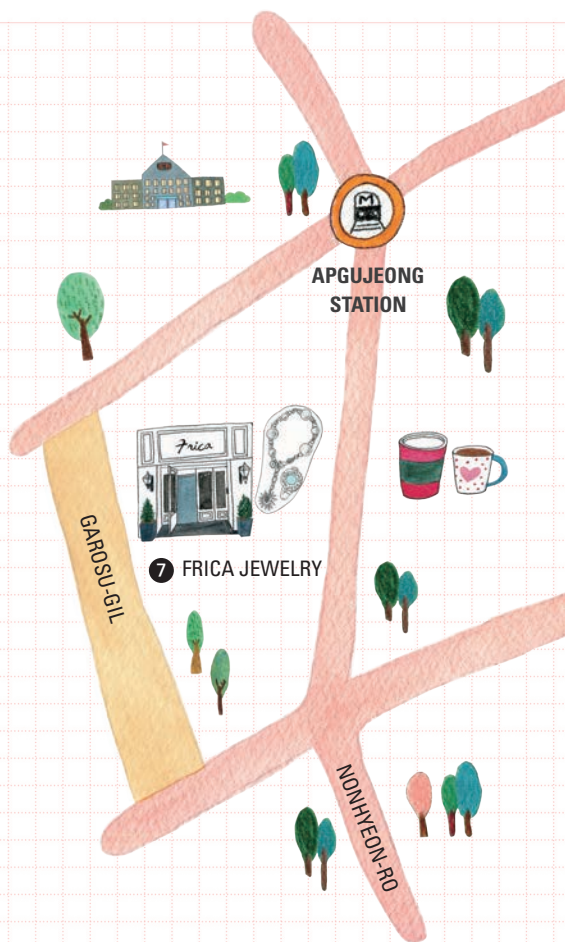 M
APGUJEONG
STATION
Frica
GAROSU-GIL
7 FRICA JEWELRY
NONHYEON-RO